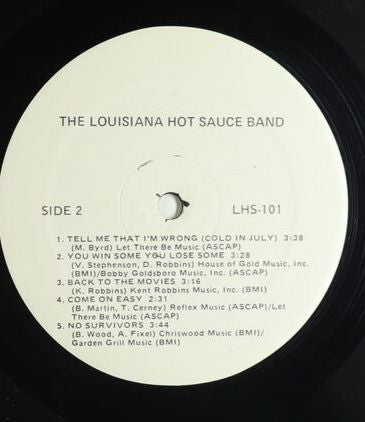 THE LOUISIANA HOT SAUCE BAND
SIDE 2
LHS-101
1. TELL ME THAT I'M WRONG (COLD IN JULY) 3:38
(M. Byrd) Let There Be Music (ASCAP)
2. YOU WIN SOME YOU LOSE SOME 3:28
(V. Stephenson, D. Robbins) House of Gold Music, Inc.
(BMI)/Bobby Goldsboro Music, Inc. (ASCAP)
3. BACK TO THE MOVIES 3:16
(K. Robbins) Kent Robbins Music, Inc. (BMI)
4. COME ON EASY 2:31
(B. Martin, T. Cerney) Reflex Music (ASCAP)/Let
There Be Music (ASCAP)
5. NO SURVIVORS 3:44
(B. Wood, A. Fixel) Chriswood Music (BMI)/
Garden Grill Music (BMI)